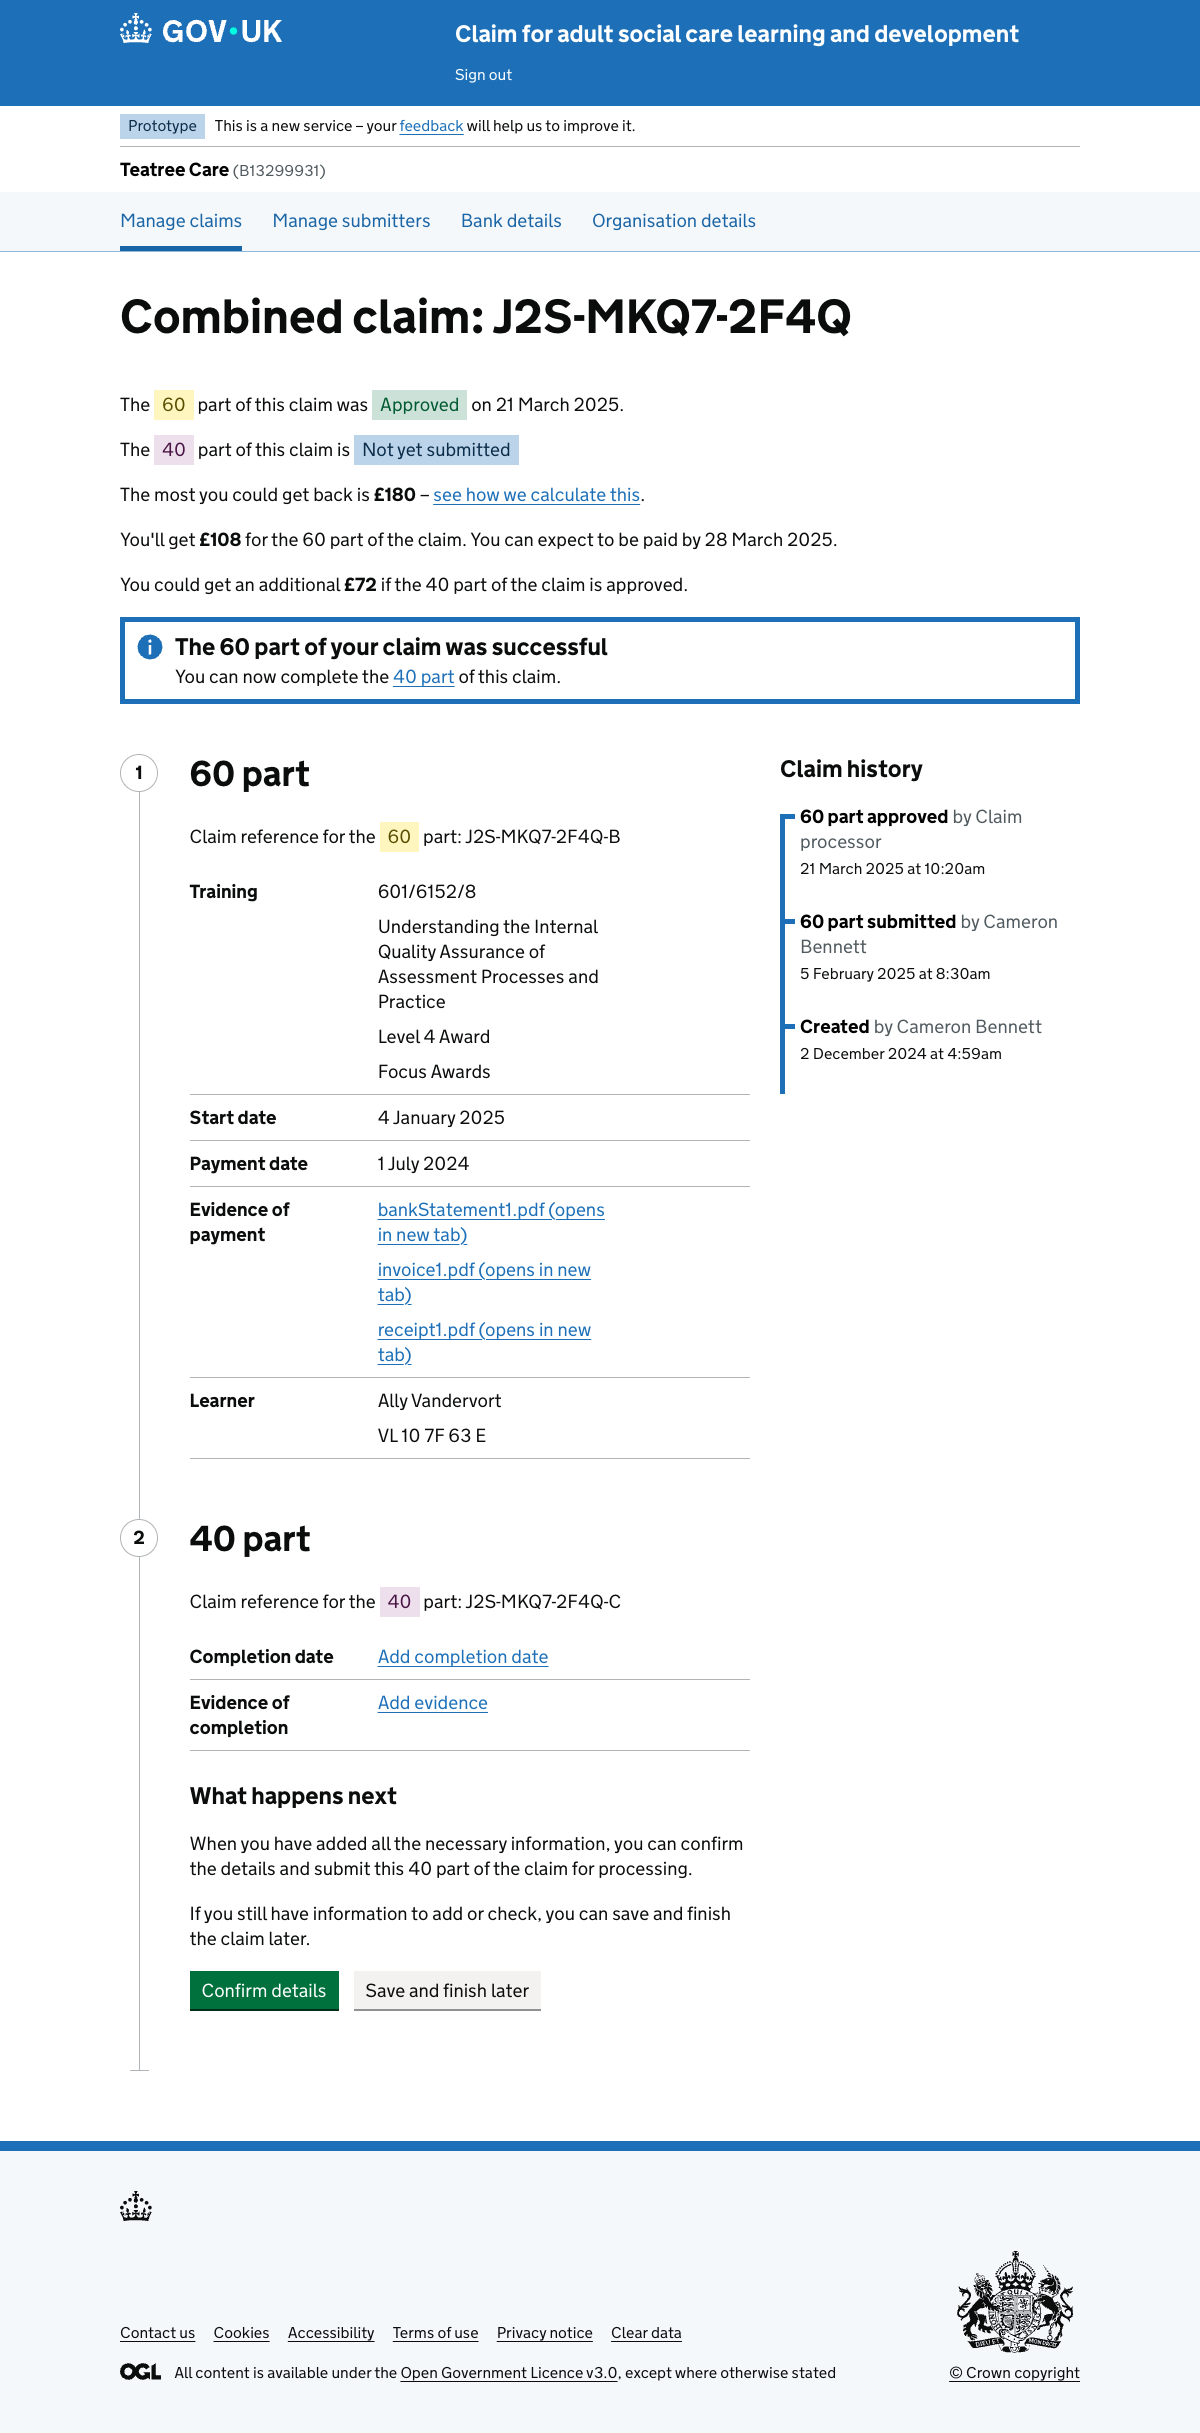 GOV·UK
Claim for adult social care learning and development
Sign out
Prototype This is a new service – your feedback will help us to improve it.
Teatree Care (B13299931)
Manage claims Manage submitters Bank details Organisation details
Combined claim: J2S-MKQ7-2F4Q
The 60 part of this claim was Approved on 21 March 2025.
The 40 part of this claim is Not yet submitted
The most you could get back is £180 – see how we calculate this.
You'll get £108 for the 60 part of the claim. You can expect to be paid by 28 March 2025.
You could get an additional £72 if the 40 part of the claim is approved.
The 60 part of your claim was successful
You can now complete the 40 part of this claim.
1
60 part
Claim reference for the 60 part: J2S-MKQ7-2F4Q-B
Training
601/6152/8
Understanding the Internal
Quality Assurance of
Assessment Processes and
Practice
Level 4 Award
Focus Awards
Start date
4 January 2025
Payment date
1 July 2024
Evidence of
payment
bankStatement1.pdf (opens
in new tab)
invoice1.pdf (opens in new
tab)
receipt1.pdf (opens in new
tab)
Learner
Ally Vandervort
VL 10 7F 63 E
Claim history
60 part approved by Claim
processor
21 March 2025 at 10:20am
60 part submitted by Cameron
Bennett
5 February 2025 at 8:30am
Created by Cameron Bennett
2 December 2024 at 4:59am
2
40 part
Claim reference for the 40 part: J2S-MKQ7-2F4Q-C
Completion date
Add completion date
Evidence of
completion
Add evidence
What happens next
When you have added all the necessary information, you can confirm
the details and submit this 40 part of the claim for processing.
If you still have information to add or check, you can save and finish
the claim later.
Confirm details Save and finish later
Contact us Cookies Accessibility Terms of use Privacy notice Clear data
OGL All content is available under the Open Government Licence v3.0, except where otherwise stated
© Crown copyright